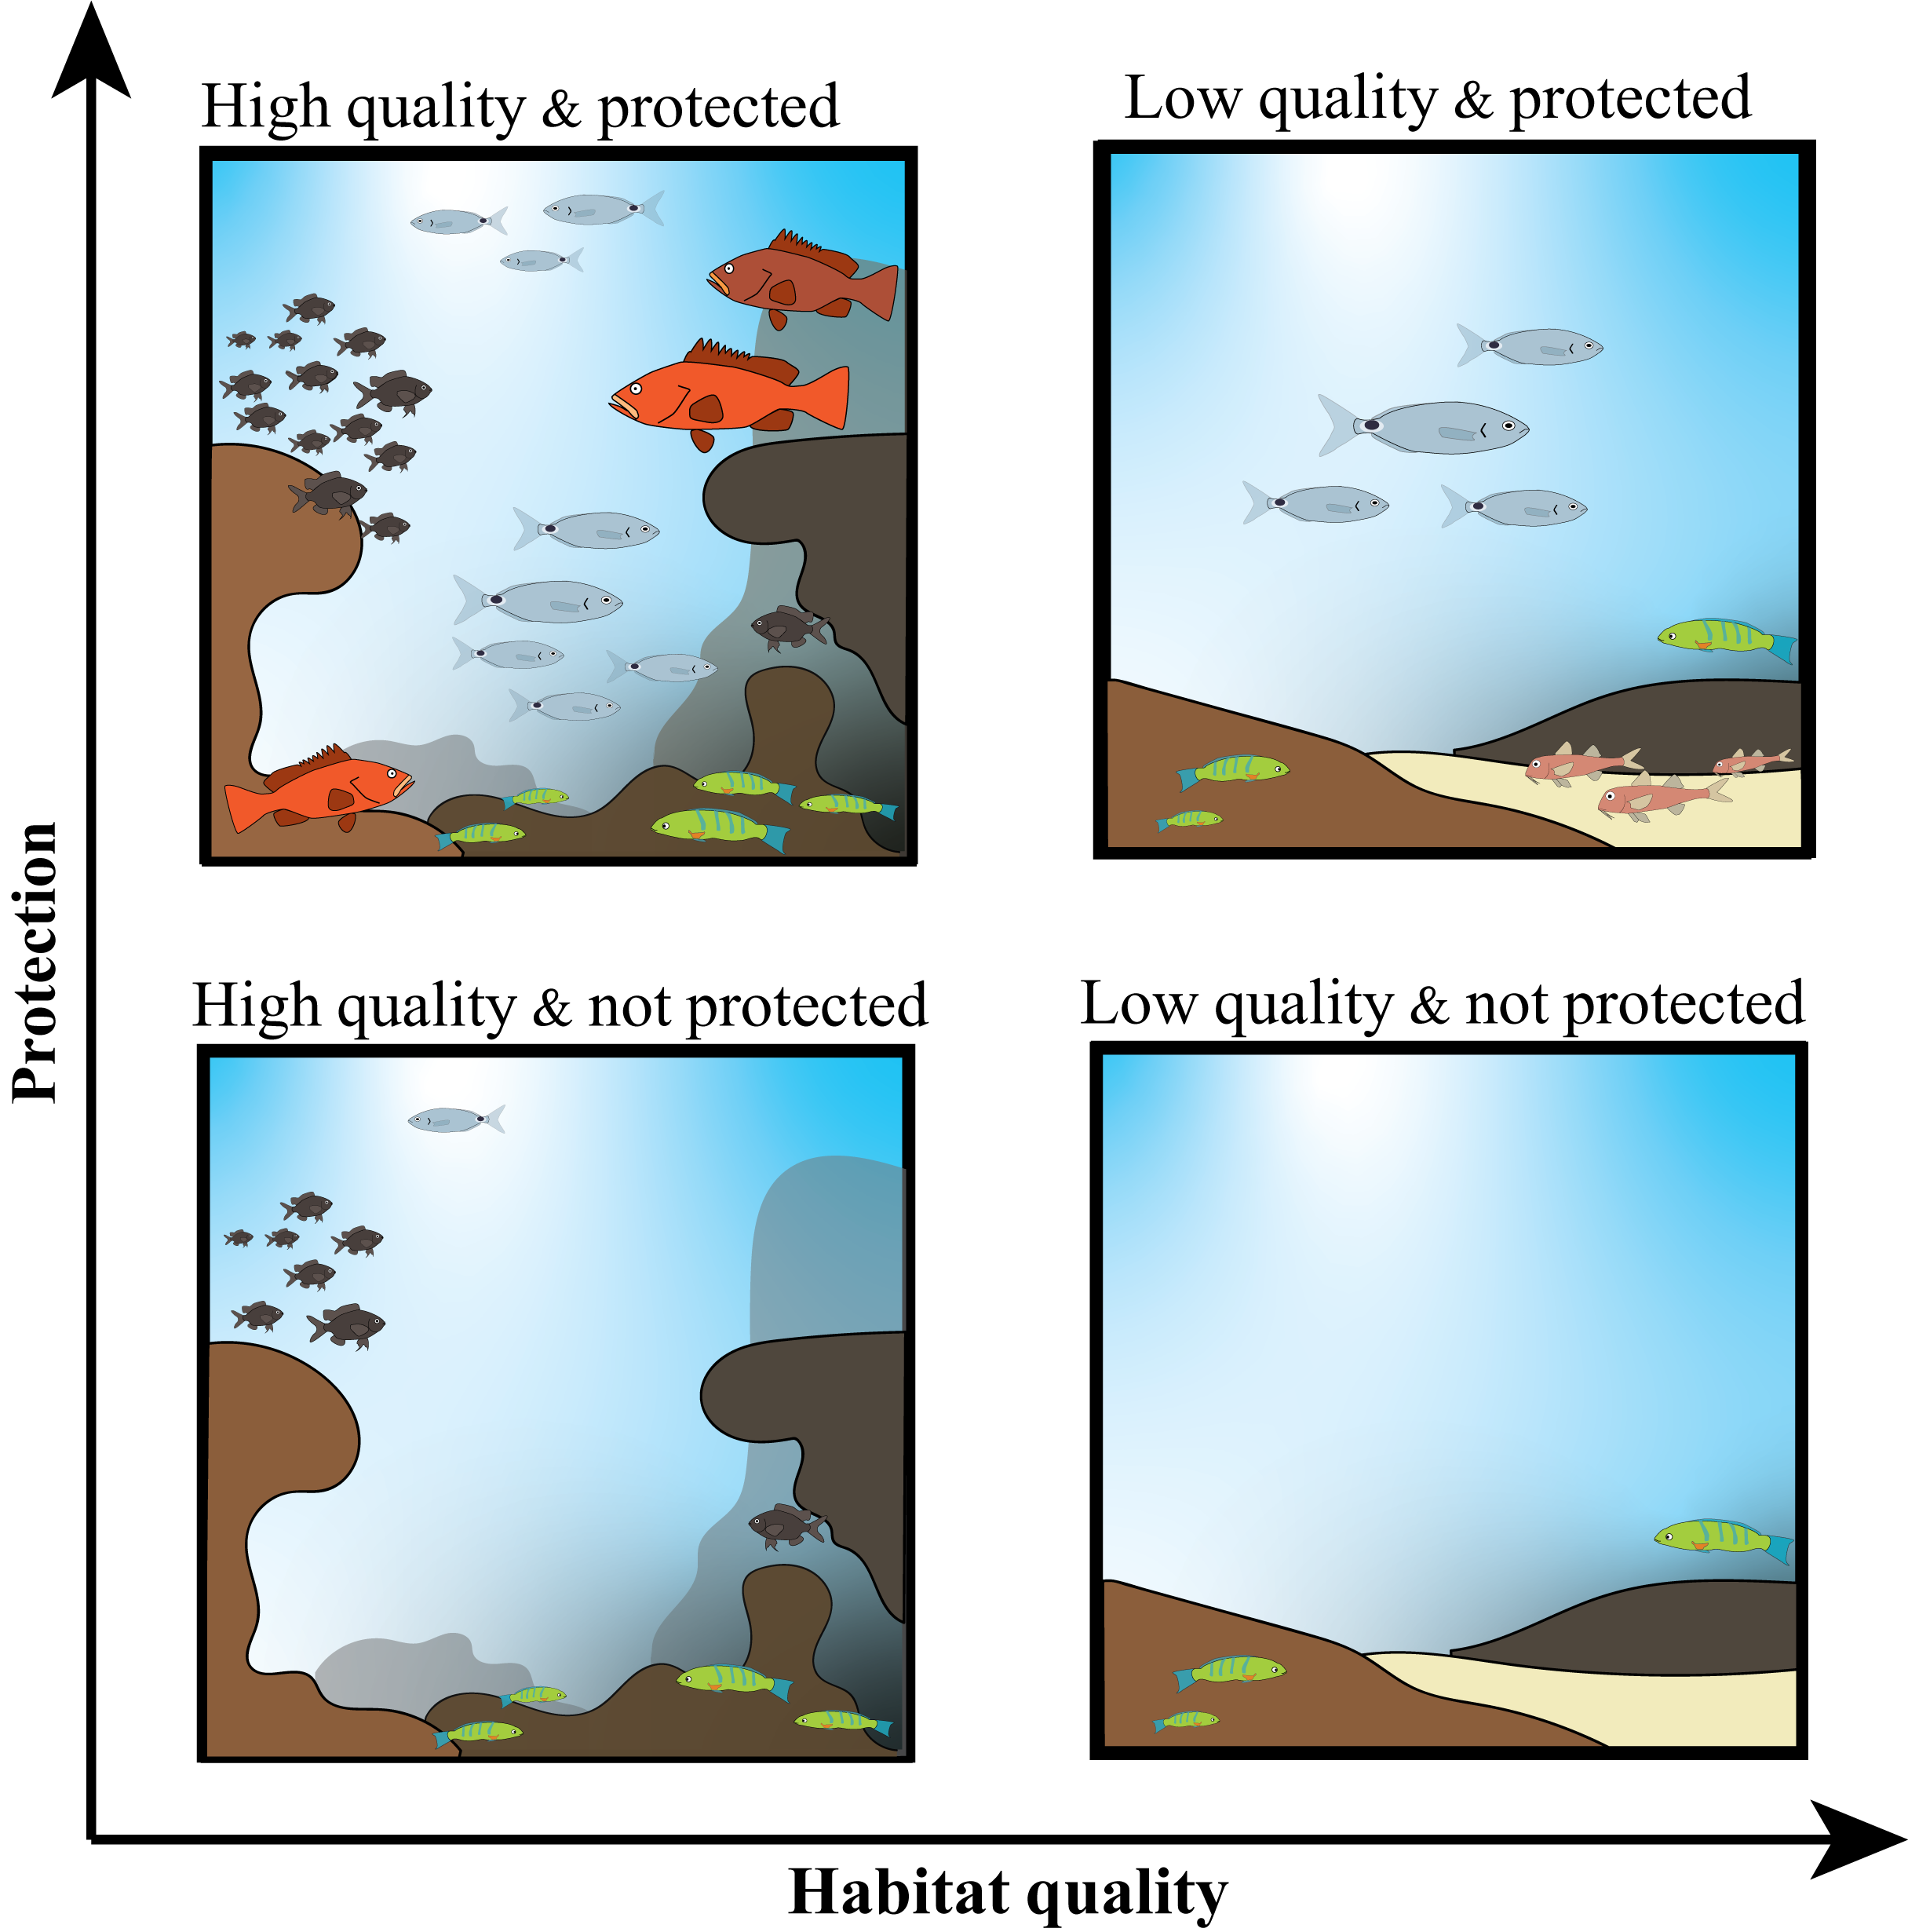 High quality & protected
Low quality & protected
High quality & not protected
Low quality & not protected
Protection
Habitat quality